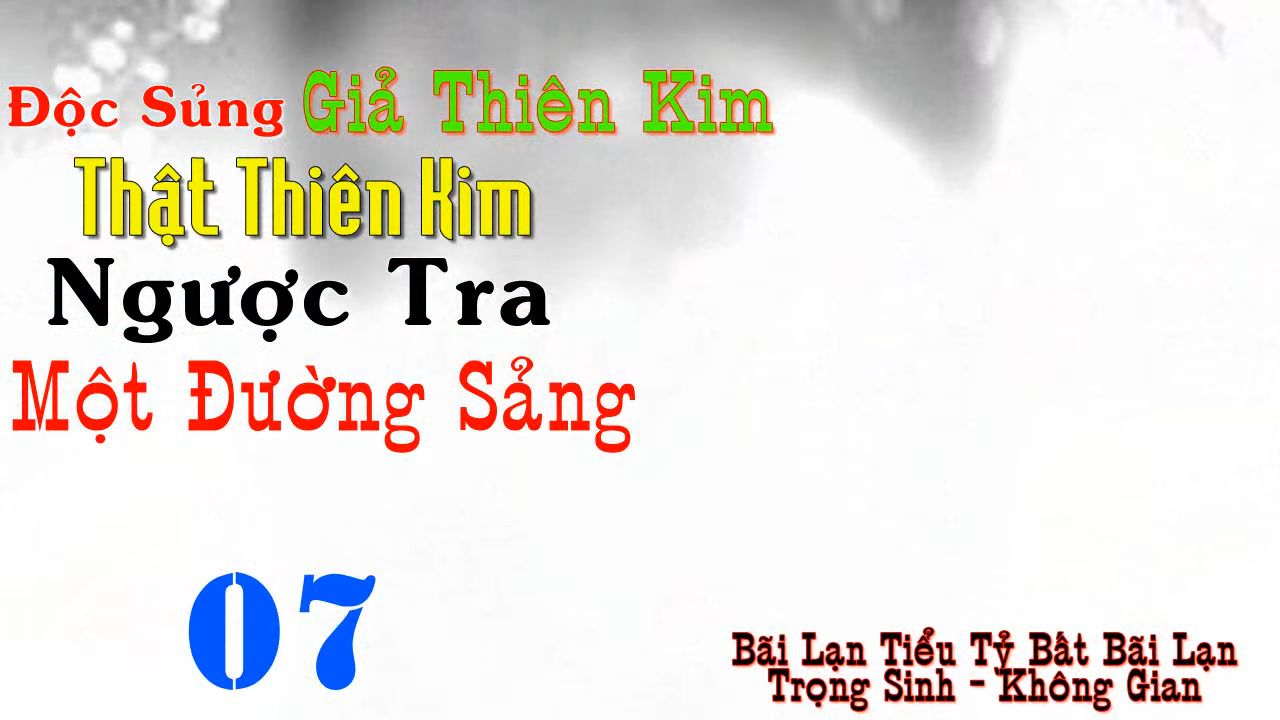 Độc Sủng Giả Thiên Kim
Thật Thiên Kim
Ngược Tra
Một Đường Sảng
07
Bãi Lạn Tiểu Tỷ Bất Bãi Lạn
Trọng Sinh - Không Gian